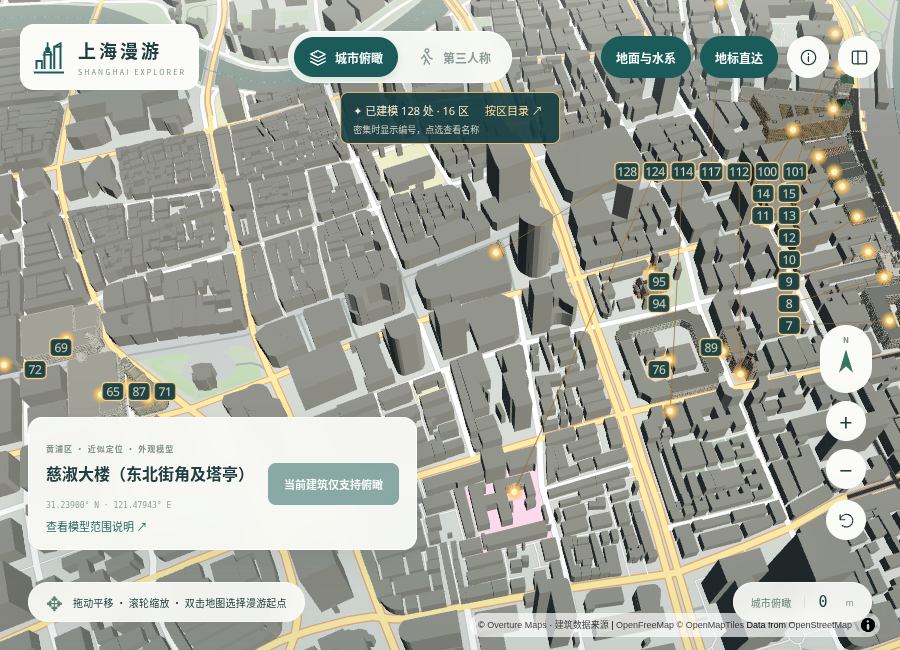 上海漫游
SHANGHAI EXPLORER
城市俯瞰
第三人称
地面与水系
地标直达
✦ 已建模 128 处 · 16 区 按区目录 ↗
密集时显示编号，点选查看名称
128 124 114 117 112 100 101
14 15
11 13
12
10
9
8
7
95
94
89
76
69
72
65 87 71
N
+
−
黄浦区 · 近似定位 · 外观模型
慈淑大楼（东北街角及塔亭）
当前建筑仅支持俯瞰
31.23900° N · 121.47943° E
查看模型范围说明 ↗
拖动平移 · 滚轮缩放 · 双击地图选择漫游起点
城市俯瞰 0 m
© Overture Maps · 建筑数据来源 | OpenFreeMap © OpenMapTiles Data from OpenStreetMap